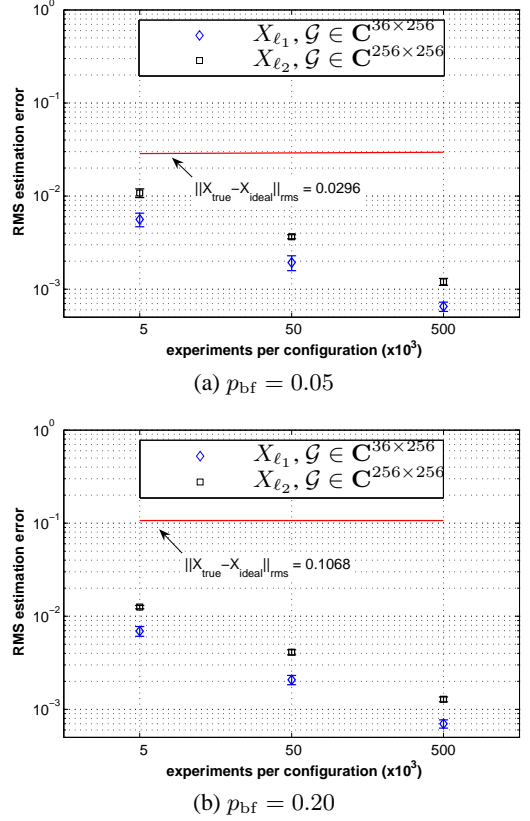 10^0
10^-1
10^-2
10^-3
RMS estimation error
X_{ℓ1}, 𝒢 ∈ C^{36×256}
X_{ℓ2}, 𝒢 ∈ C^{256×256}
||X_true−X_ideal||_rms = 0.0296
5 50 500
experiments per configuration (x10^3)
(a) p_bf = 0.05
10^0
10^-1
10^-2
10^-3
RMS estimation error
X_{ℓ1}, 𝒢 ∈ C^{36×256}
X_{ℓ2}, 𝒢 ∈ C^{256×256}
||X_true−X_ideal||_rms = 0.1068
5 50 500
experiments per configuration (x10^3)
(b) p_bf = 0.20